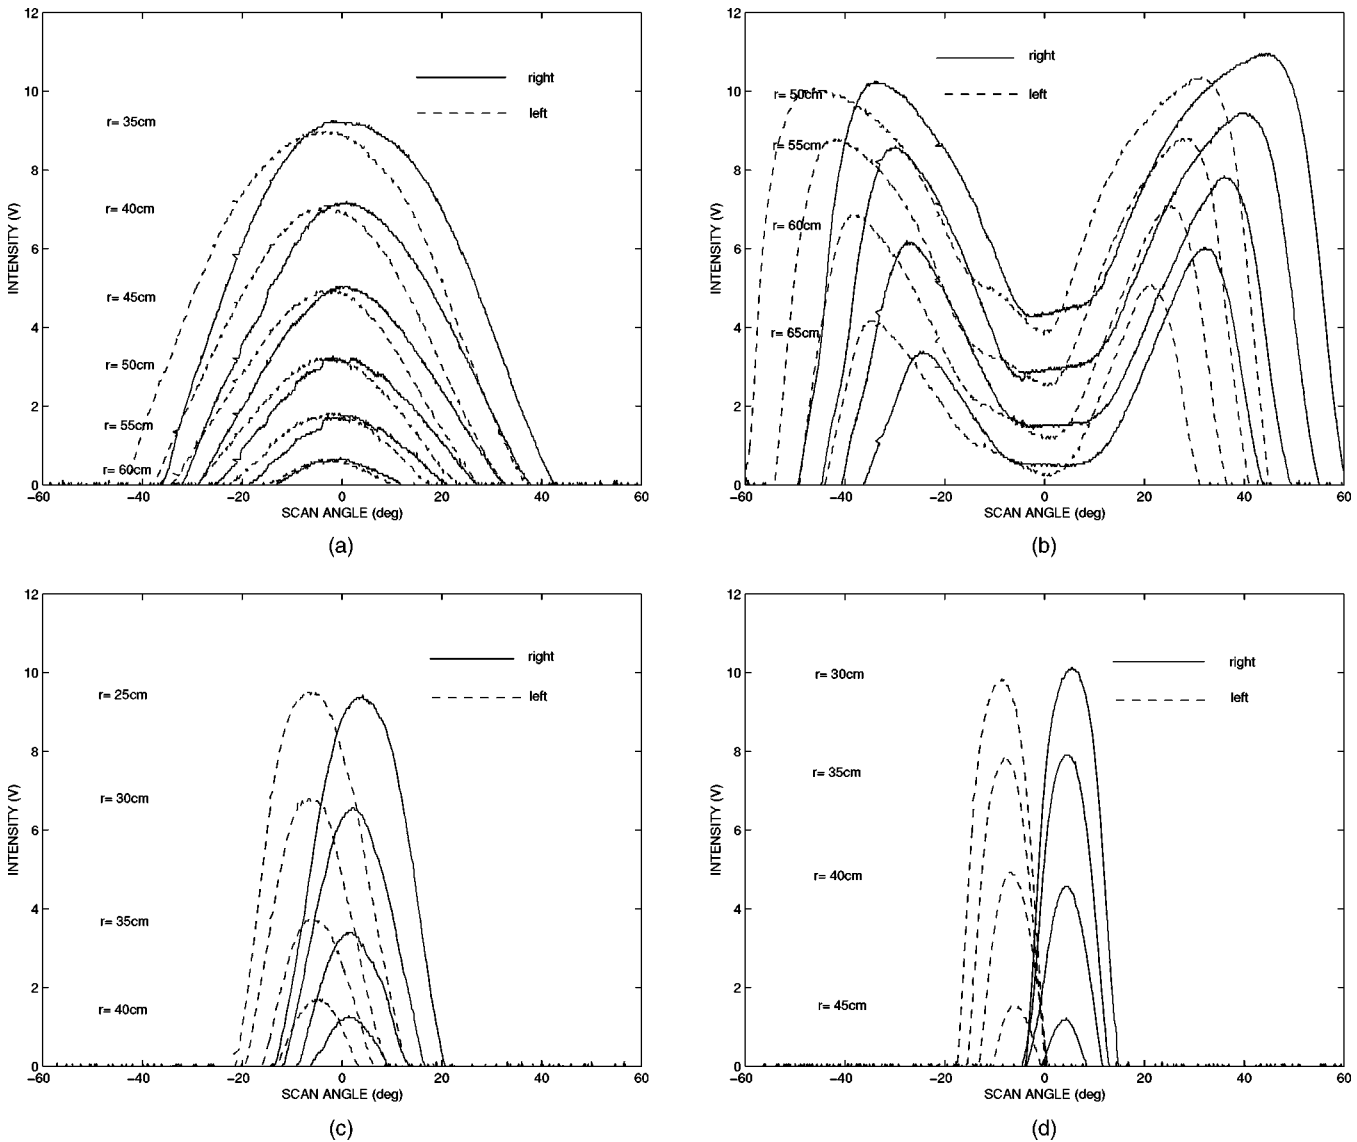 12
10
8
6
4
2
0
INTENSITY (V)
right
left
r= 35cm
r= 40cm
r= 45cm
r= 50cm
r= 55cm
r= 60cm
−60 −40 −20 0 20 40 60
SCAN ANGLE (deg)
(a)
12
10
8
6
4
2
0
INTENSITY (V)
right
left
r= 50cm
r= 55cm
r= 60cm
r= 65cm
−60 −40 −20 0 20 40 60
SCAN ANGLE (deg)
(b)
12
10
8
6
4
2
0
INTENSITY (V)
right
left
r= 25cm
r= 30cm
r= 35cm
r= 40cm
−60 −40 −20 0 20 40 60
SCAN ANGLE (deg)
(c)
12
10
8
6
4
2
0
INTENSITY (V)
right
left
r= 30cm
r= 35cm
r= 40cm
r= 45cm
−60 −40 −20 0 20 40 60
SCAN ANGLE (deg)
(d)